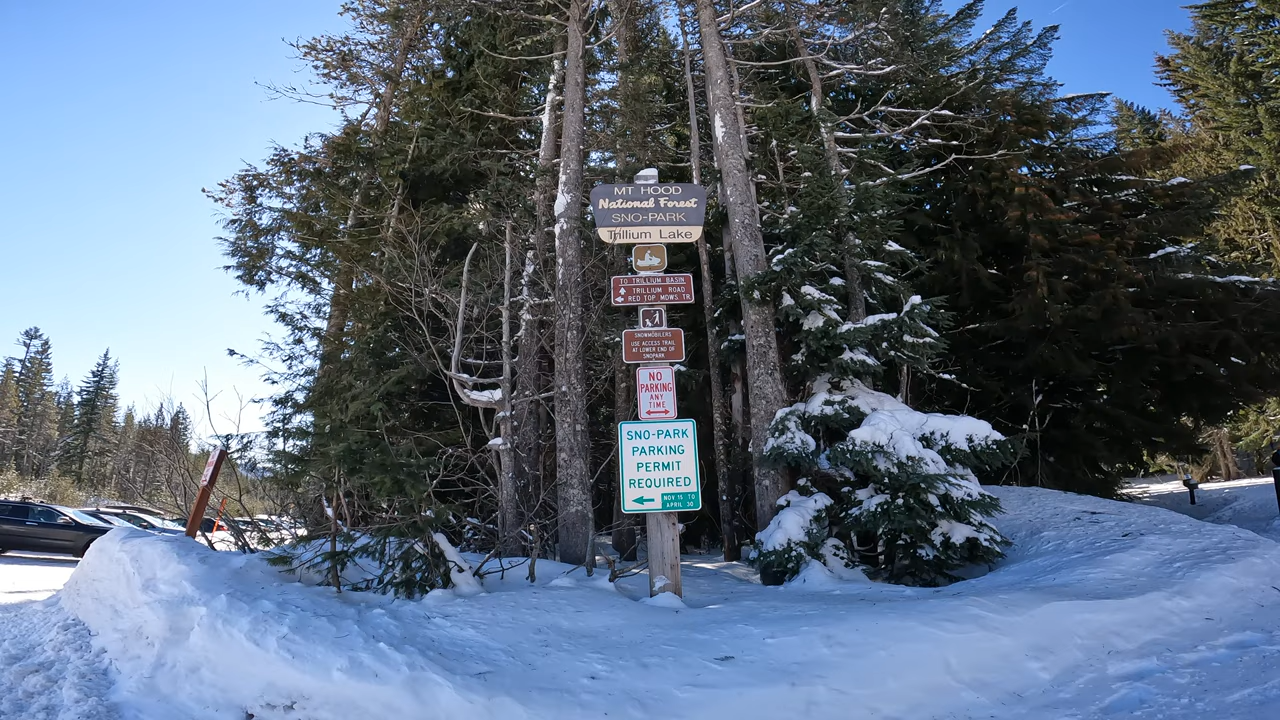 MT HOOD
National Forest
SNO-PARK
Trillium Lake
TO TRILLIUM BASIN
TRILLIUM ROAD
RED TOP MDWS TR
SNOWMOBILERS
USE ACCESS TRAIL
AT LOWER END OF
SNOPARK
NO
PARKING
ANY
TIME
SNO-PARK
PARKING
PERMIT
REQUIRED
NOV 15 TO
APRIL 30